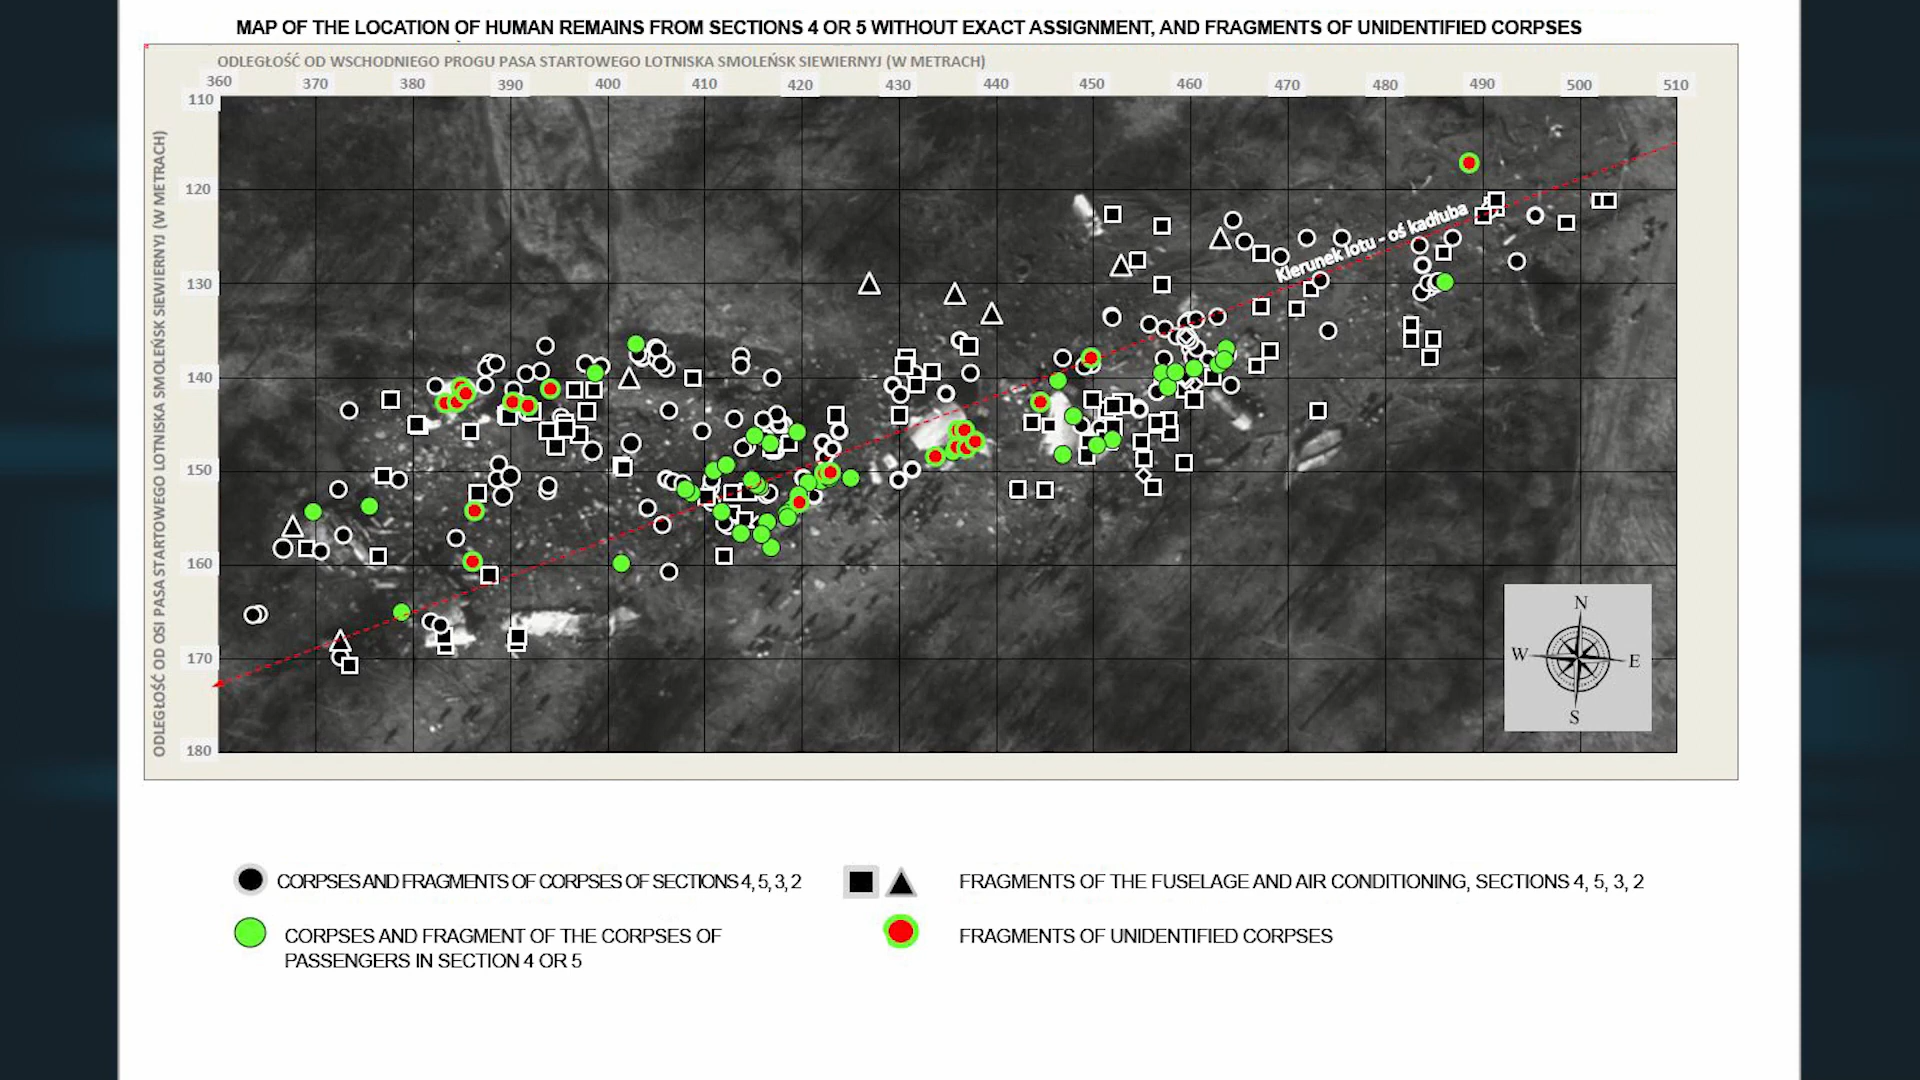 MAP OF THE LOCATION OF HUMAN REMAINS FROM SECTIONS 4 OR 5 WITHOUT EXACT ASSIGNMENT, AND FRAGMENTS OF UNIDENTIFIED CORPSES
ODLEGŁOŚĆ OD WSCHODNIEGO PROGU PASA STARTOWEGO LOTNISKA SMOLEŃSK SIEWIERNYJ (W METRACH)
360 370 380 390 400 410 420 430 440 450 460 470 480 490 500 510
ODLEGŁOŚĆ OD OSI PASA STARTOWEGO LOTNISKA SMOLEŃSK SIEWIERNYJ (W METRACH)
110
120
130
140
150
160
170
180
Kierunek lotu - oś kadłuba
N
W E
S
CORPSES AND FRAGMENTS OF CORPSES OF SECTIONS 4, 5, 3, 2
FRAGMENTS OF THE FUSELAGE AND AIR CONDITIONING, SECTIONS 4, 5, 3, 2
CORPSES AND FRAGMENT OF THE CORPSES OF
PASSENGERS IN SECTION 4 OR 5
FRAGMENTS OF UNIDENTIFIED CORPSES